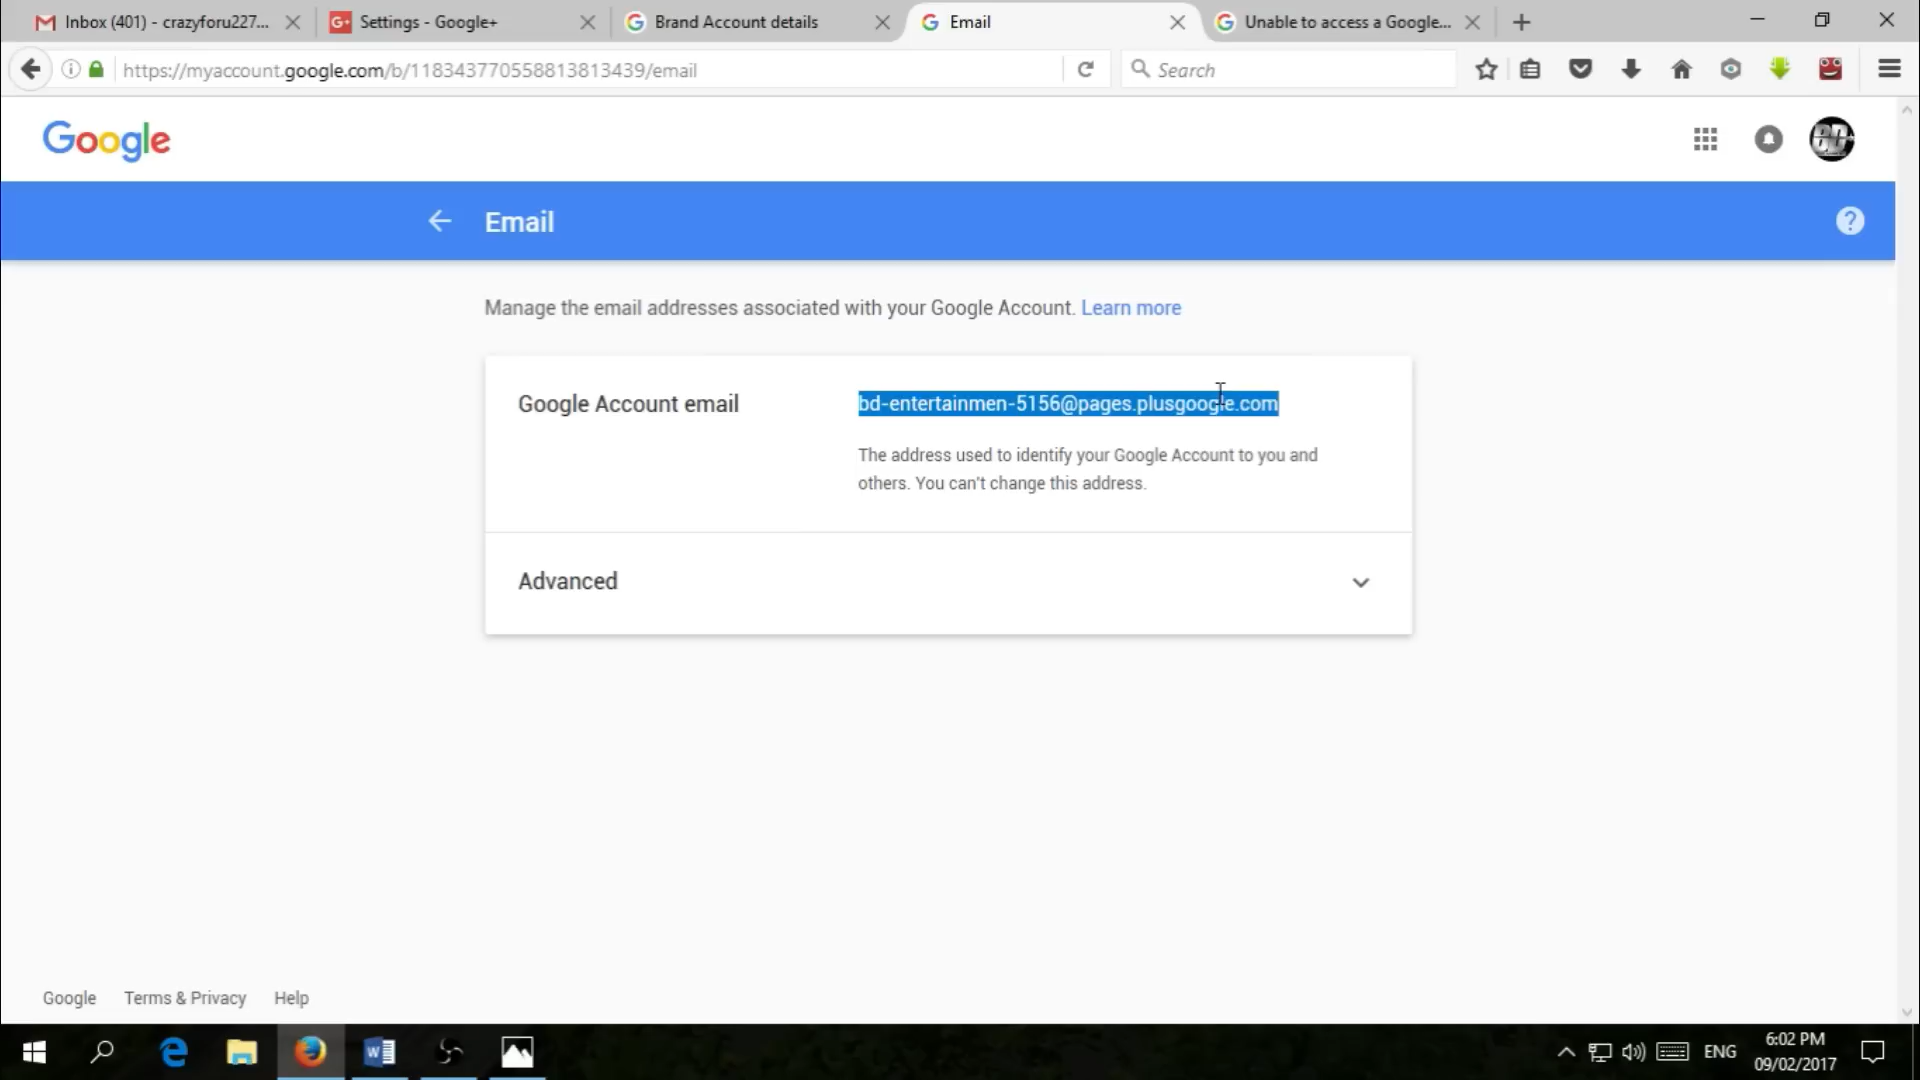 Inbox (401) - crazyforu227...
Settings - Google+
Brand Account details
Email
Unable to access a Google...
https://myaccount.google.com/b/118343770558813813439/email
Search
Google
Email
Manage the email addresses associated with your Google Account. Learn more
Google Account email
bd-entertainmen-5156@pages.plusgoogle.com
The address used to identify your Google Account to you and
others. You can't change this address.
Advanced
Google
Terms & Privacy
Help
ENG
6:02 PM
09/02/2017